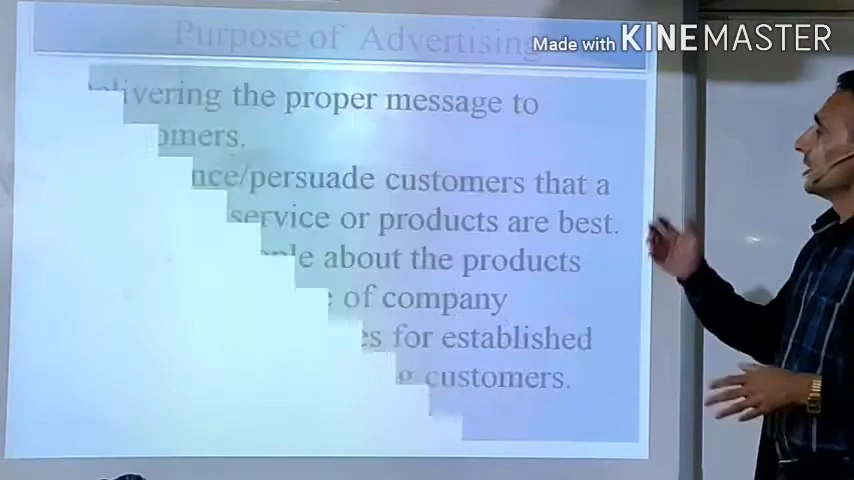 Purpose of Advertising
Made with KINEMASTER
livering the proper message to
omers.
nce/persuade customers that a
service or products are best.
le about the products
of company
es for established
g customers.